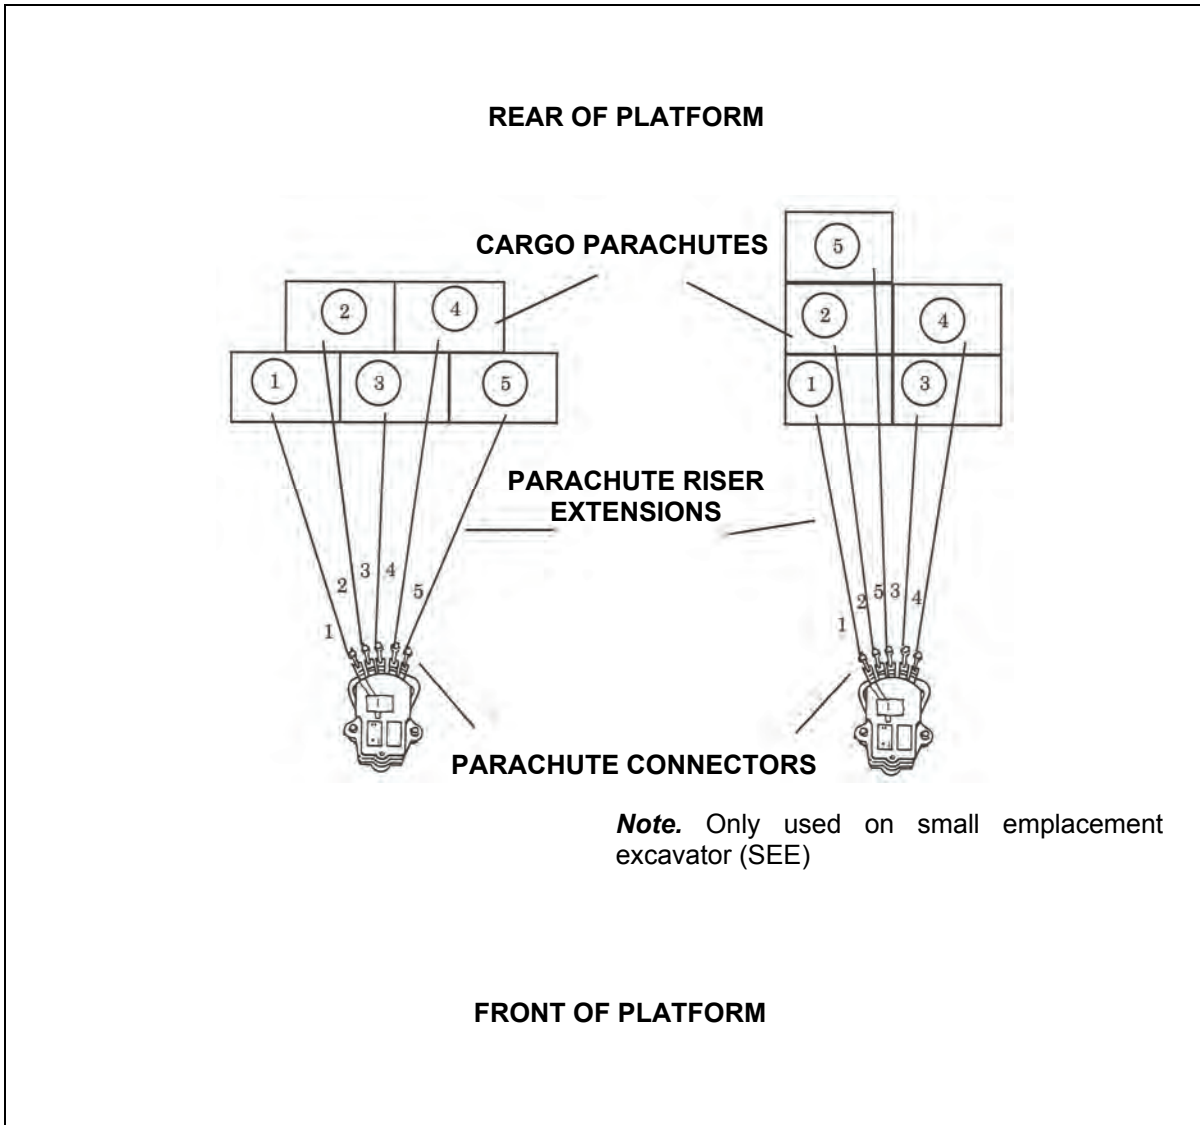 REAR OF PLATFORM
CARGO PARACHUTES
5
2
4
2
4
1
3
5
1
3
PARACHUTE RISER
EXTENSIONS
2
3
4
5
1
2
5
3
4
1
PARACHUTE CONNECTORS
Note. Only used on small emplacement
excavator (SEE)
FRONT OF PLATFORM